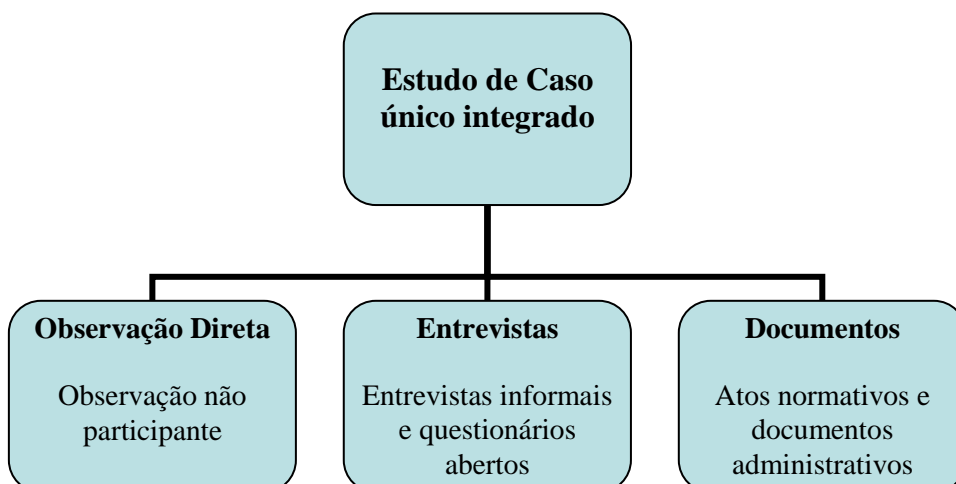 Estudo de Caso
único integrado
Observação Direta
Observação não
participante
Entrevistas
Entrevistas informais
e questionários
abertos
Documentos
Atos normativos e
documentos
administrativos